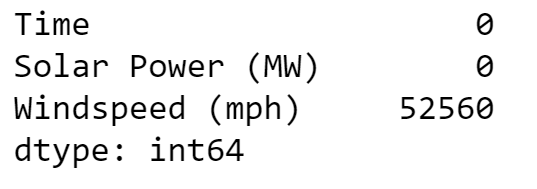 Time 0
Solar Power (MW) 0
Windspeed (mph) 52560
dtype: int64